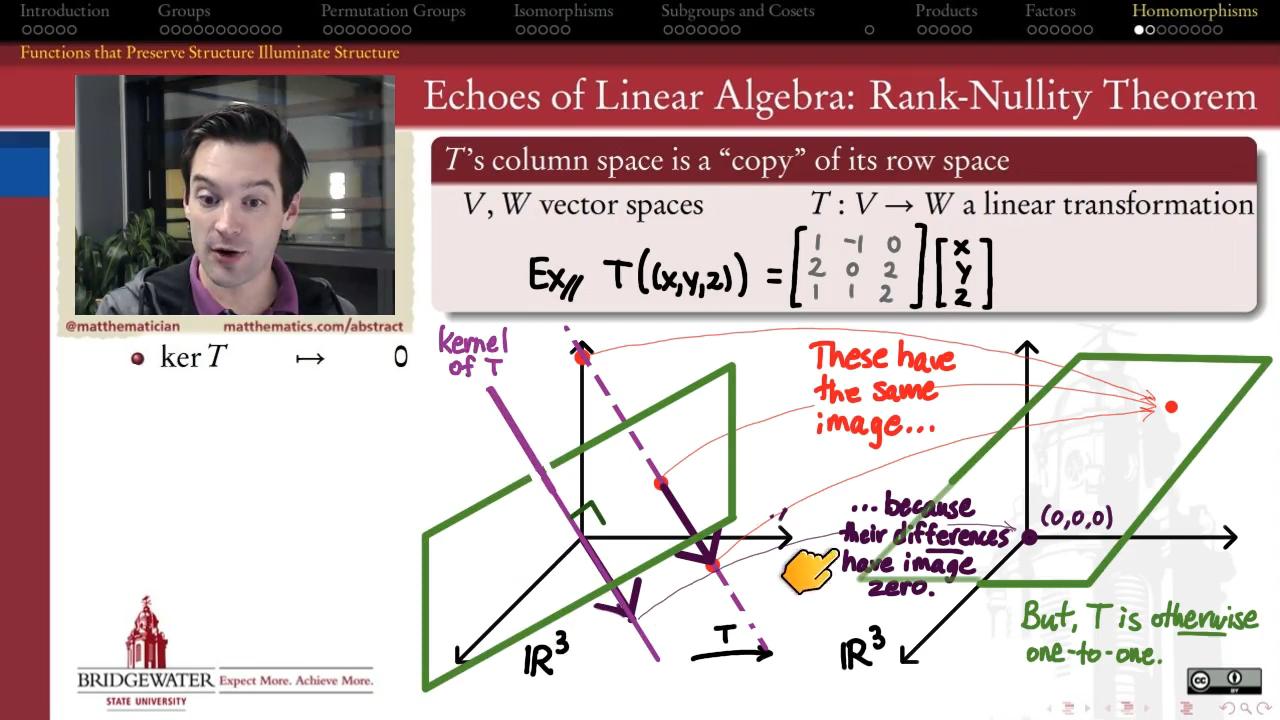 Introduction Groups Permutation Groups Isomorphisms Subgroups and Cosets Products Factors Homomorphisms
Functions that Preserve Structure Illuminate Structure
Echoes of Linear Algebra: Rank-Nullity Theorem
T's column space is a “copy” of its row space
V, W vector spaces T : V → W a linear transformation
Ex// T((x,y,z)) = [1 -1 0] [x]
[2 0 2] [y]
[1 1 2] [z]
@matthematician matthematics.com/abstract
• ker T ↦ 0
kernel
of T
These have
the same
image...
... because
their differences
have image
zero.
(0,0,0)
T
ℝ³
ℝ³
But, T is otherwise
one-to-one.
BRIDGEWATER
STATE UNIVERSITY
Expect More. Achieve More.
cc BY